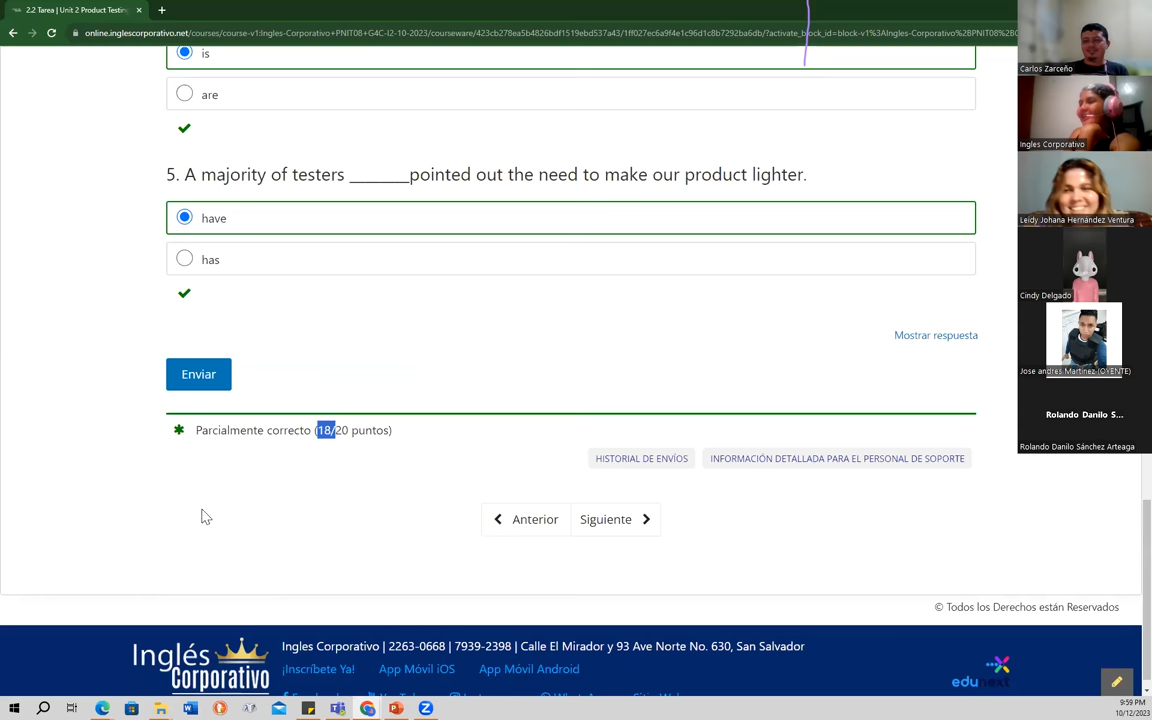 2.2 Tarea | Unit 2 Product Testin
online.inglescorporativo.net/courses/course-v1:Ingles-Corporativo+PNIT08+G4C-I2-10-2023/courseware/423cb278ea5b4826bdf1519ebd537a43/1ff027ec6a9f4e1c96d1c8b7292ba6db/?activate_block_id=block-v1%3AIngles-Corporativo%2BPNIT08%2BG
is
are
5. A majority of testers _______pointed out the need to make our product lighter.
have
has
Mostrar respuesta
Enviar
Parcialmente correcto (18/20 puntos)
HISTORIAL DE ENVÍOS
INFORMACIÓN DETALLADA PARA EL PERSONAL DE SOPORTE
Anterior
Siguiente
© Todos los Derechos están Reservados
Inglés Corporativo
Ingles Corporativo | 2263-0668 | 7939-2398 | Calle El Mirador y 93 Ave Norte No. 630, San Salvador
¡Inscríbete Ya!
App Móvil iOS
App Móvil Android
edunext
Carlos Zarceño
Ingles Corporativo
Leidy Johana Hernández Ventura
Cindy Delgado
Jose andres Martinez (OYENTE)
Rolando Danilo S...
Rolando Danilo Sánchez Arteaga
9:59 PM
10/12/2023